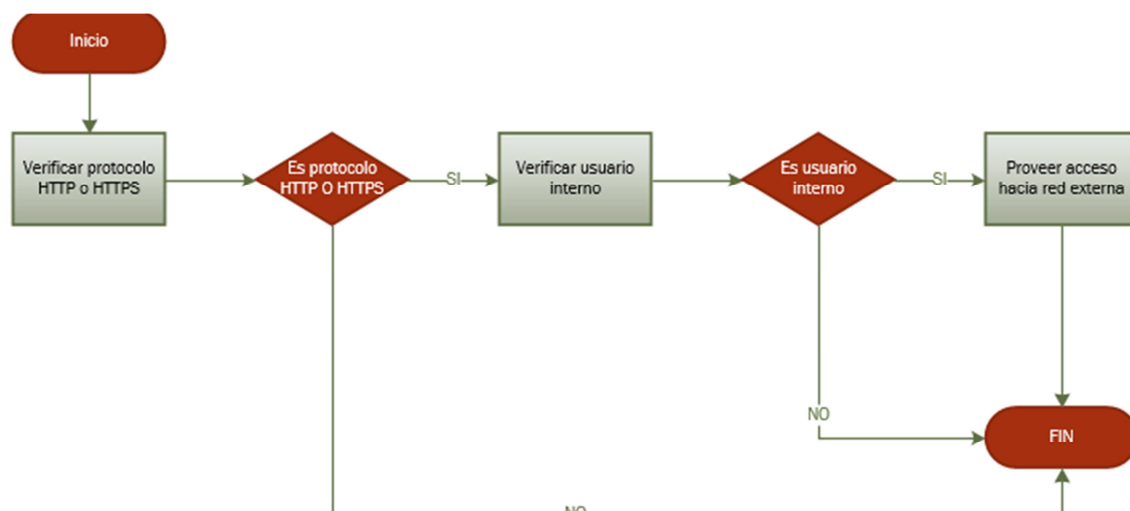 Inicio
Verificar protocolo
HTTP o HTTPS
Es protocolo
HTTP O HTTPS
SI
Verificar usuario
interno
Es usuario
interno
SI
Proveer acceso
hacia red externa
NO
FIN
NO